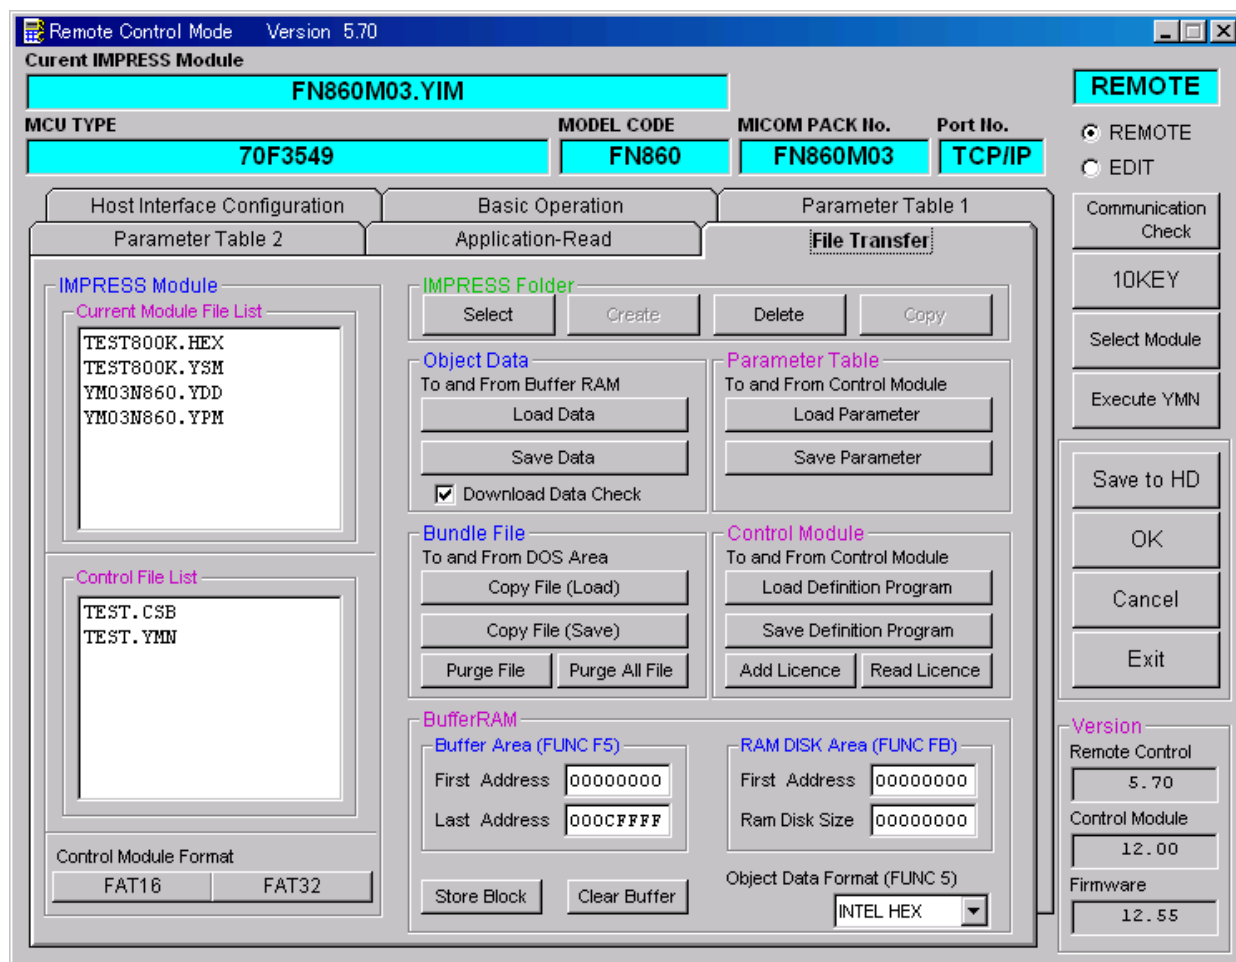 Remote Control Mode Version 5.70
Curent IMPRESS Module
FN860M03.YIM
REMOTE
MCU TYPE
MODEL CODE
MICOM PACK No.
Port No.
70F3549
FN860
FN860M03
TCP/IP
REMOTE
EDIT
Host Interface Configuration
Basic Operation
Parameter Table 1
Parameter Table 2
Application-Read
File Transfer
Communication
Check
10KEY
Select Module
Execute YMN
Save to HD
OK
Cancel
Exit
IMPRESS Module
Current Module File List
TEST800K.HEX
TEST800K.YSM
YM03N860.YDD
YM03N860.YPM
Control File List
TEST.CSB
TEST.YMN
Control Module Format
FAT16
FAT32
IMPRESS Folder
Select
Create
Delete
Copy
Object Data
To and From Buffer RAM
Load Data
Save Data
Download Data Check
Parameter Table
To and From Control Module
Load Parameter
Save Parameter
Bundle File
To and From DOS Area
Copy File (Load)
Copy File (Save)
Purge File
Purge All File
Control Module
To and From Control Module
Load Definition Program
Save Definition Program
Add Licence
Read Licence
BufferRAM
Buffer Area (FUNC F5)
First Address 00000000
Last Address 000CFFFF
RAM DISK Area (FUNC FB)
First Address 00000000
Ram Disk Size 00000000
Store Block
Clear Buffer
Object Data Format (FUNC 5)
INTEL HEX
Version
Remote Control
5.70
Control Module
12.00
Firmware
12.55